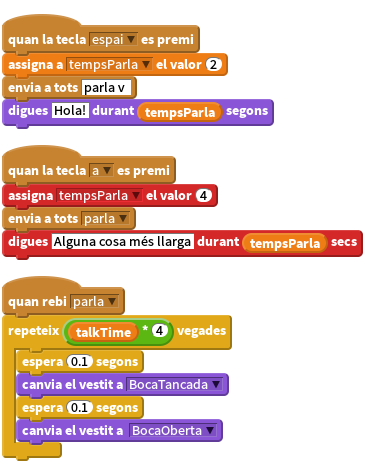 quan la tecla espai ▾ es premi
assigna a tempsParla ▾ el valor 2
envia a tots parla v
digues Hola! durant tempsParla segons
quan la tecla a ▾ es premi
assigna tempsParla ▾ el valor 4
envia a tots parla ▾
digues Alguna cosa més llarga durant tempsParla secs
quan rebi parla ▾
repeteix talkTime * 4 vegades
espera 0.1 segons
canvia el vestit a BocaTancada ▾
espera 0.1 segons
canvia el vestit a BocaOberta ▾